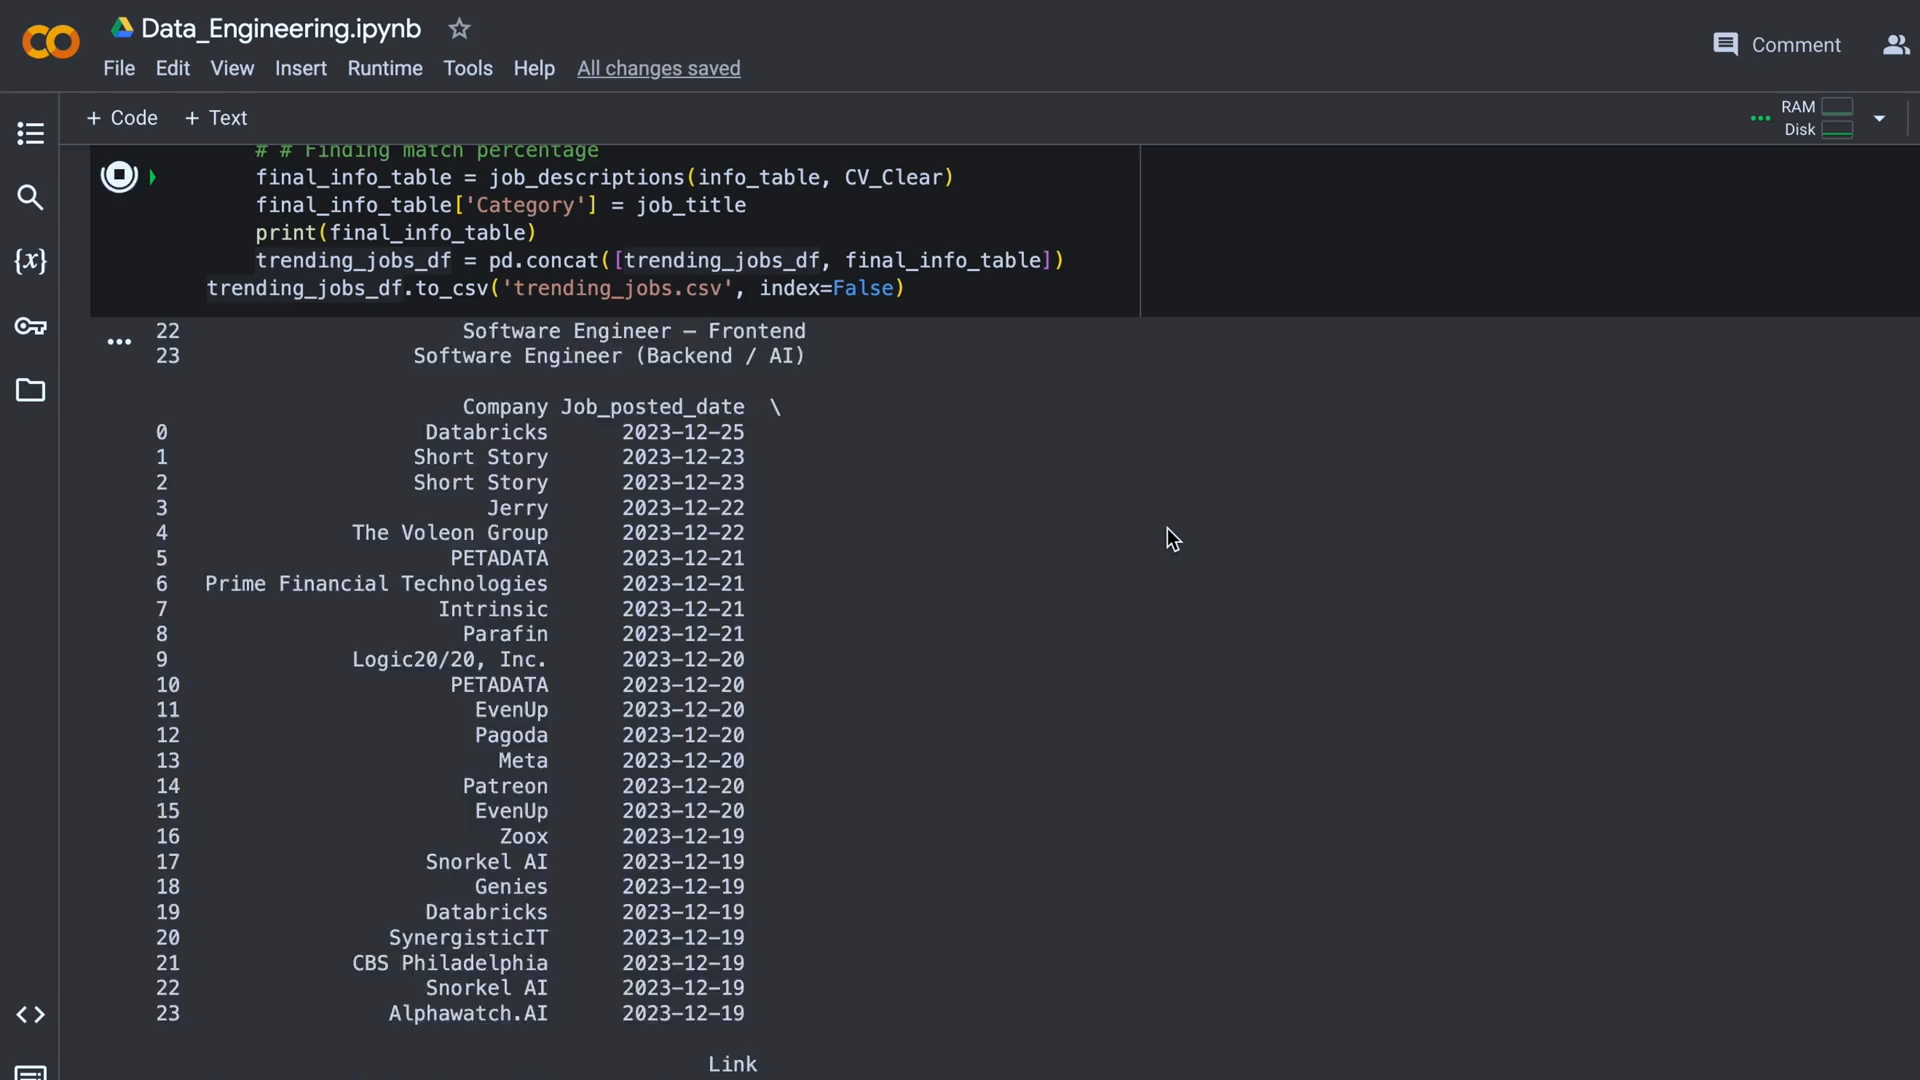 Data_Engineering.ipynb
File Edit View Insert Runtime Tools Help All changes saved
Comment
+ Code + Text
RAM
Disk
# # Finding match percentage
final_info_table = job_descriptions(info_table, CV_Clear)
final_info_table['Category'] = job_title
print(final_info_table)
trending_jobs_df = pd.concat([trending_jobs_df, final_info_table])
trending_jobs_df.to_csv('trending_jobs.csv', index=False)
22 Software Engineer – Frontend
23 Software Engineer (Backend / AI)
Company Job_posted_date \
0 Databricks 2023-12-25
1 Short Story 2023-12-23
2 Short Story 2023-12-23
3 Jerry 2023-12-22
4 The Voleon Group 2023-12-22
5 PETADATA 2023-12-21
6 Prime Financial Technologies 2023-12-21
7 Intrinsic 2023-12-21
8 Parafin 2023-12-21
9 Logic20/20, Inc. 2023-12-20
10 PETADATA 2023-12-20
11 EvenUp 2023-12-20
12 Pagoda 2023-12-20
13 Meta 2023-12-20
14 Patreon 2023-12-20
15 EvenUp 2023-12-20
16 Zoox 2023-12-19
17 Snorkel AI 2023-12-19
18 Genies 2023-12-19
19 Databricks 2023-12-19
20 SynergisticIT 2023-12-19
21 CBS Philadelphia 2023-12-19
22 Snorkel AI 2023-12-19
23 Alphawatch.AI 2023-12-19
Link